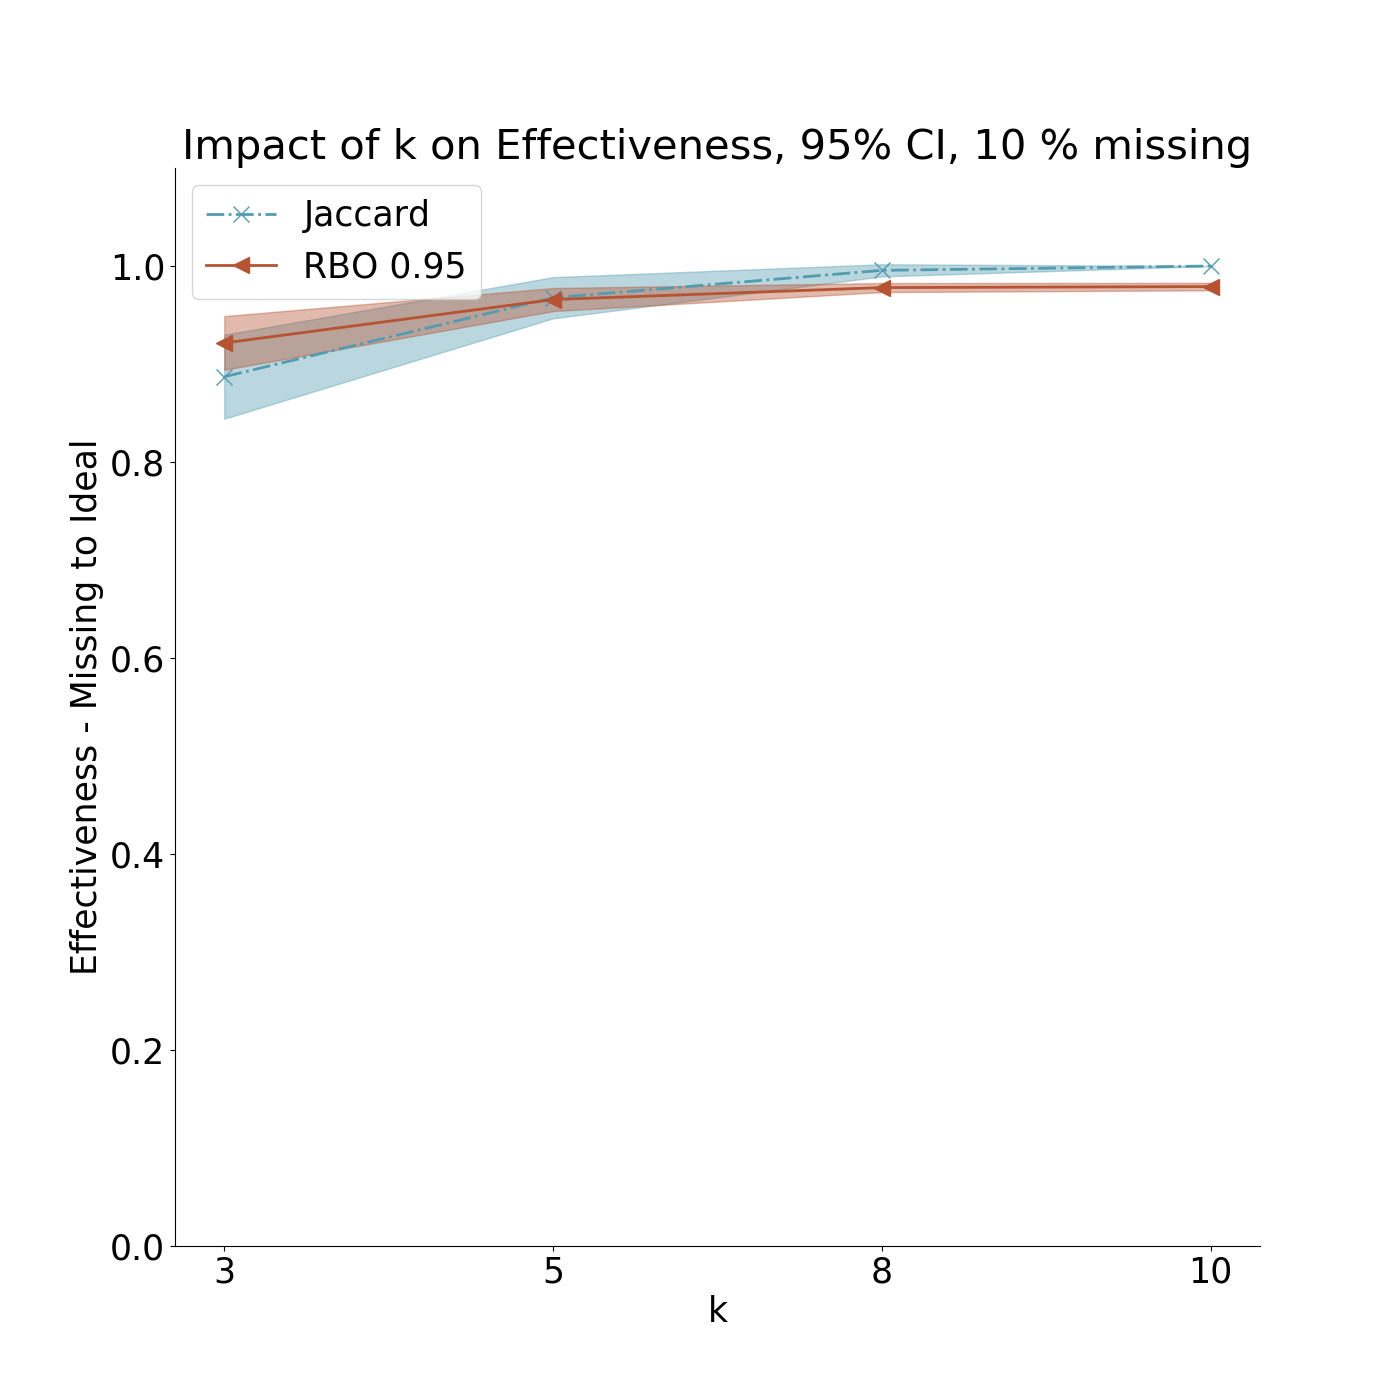 Impact of k on Effectiveness, 95% CI, 10 % missing
Jaccard
RBO 0.95
1.0
0.8
0.6
0.4
0.2
0.0
Effectiveness - Missing to Ideal
3 5 8 10
k